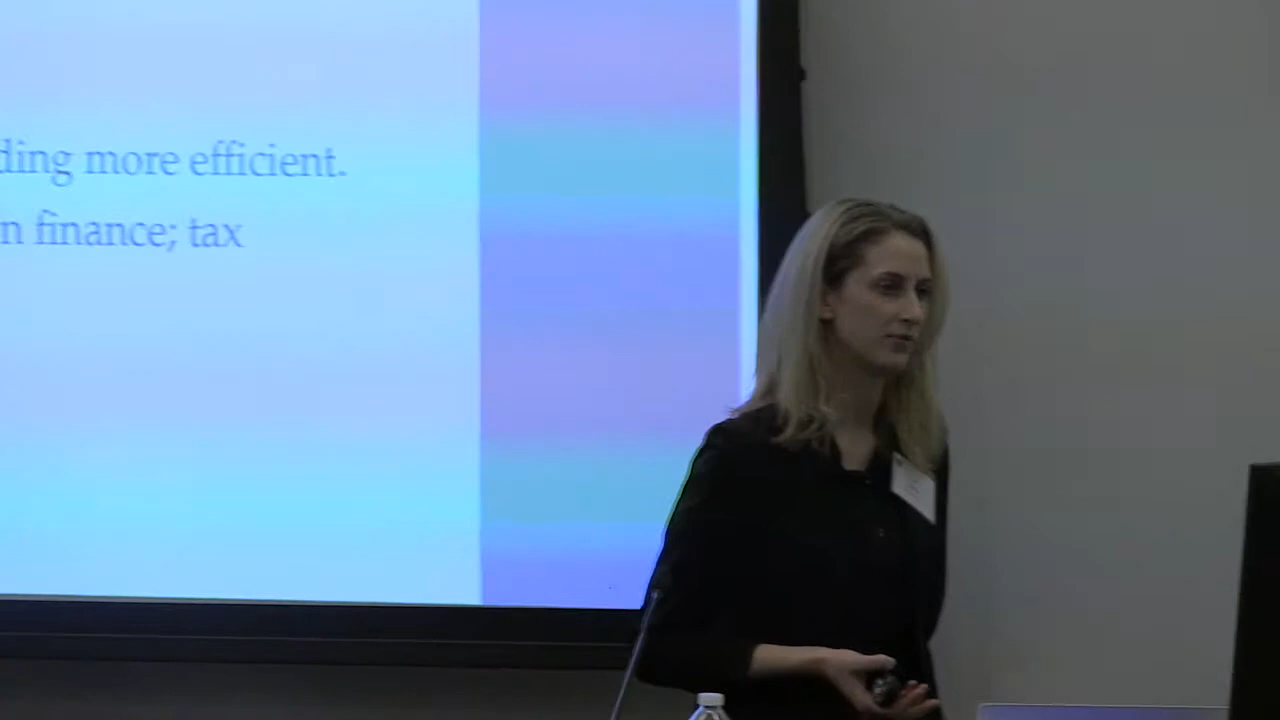 ding more efficient.
n finance; tax